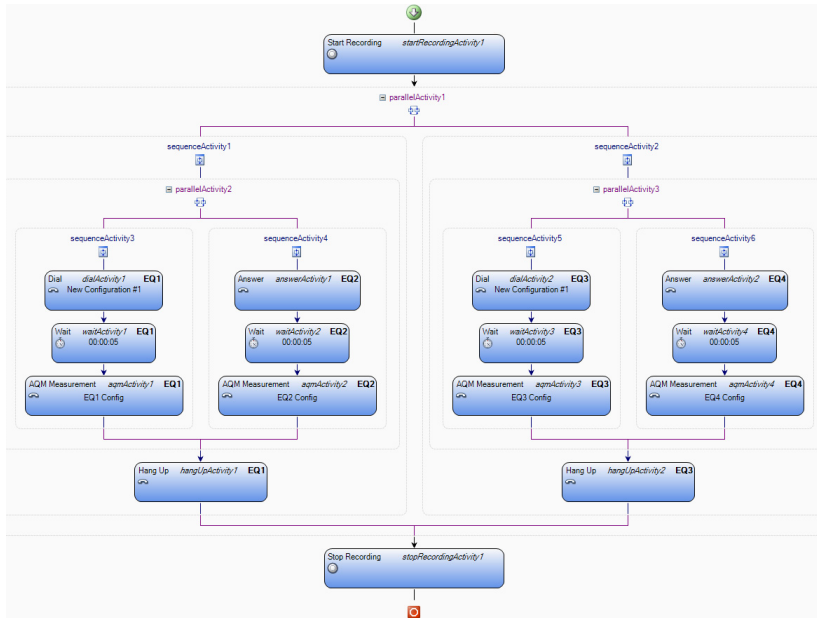 Start Recording startRecordingActivity1
parallelActivity1
sequenceActivity1
sequenceActivity2
parallelActivity2
parallelActivity3
sequenceActivity3
sequenceActivity4
sequenceActivity5
sequenceActivity6
Dial dialActivity1 EQ1
New Configuration #1
Answer answerActivity1 EQ2
Dial dialActivity2 EQ3
New Configuration #1
Answer answerActivity2 EQ4
Wait waitActivity1 EQ1
00:00:05
Wait waitActivity2 EQ2
00:00:05
Wait waitActivity3 EQ3
00:00:05
Wait waitActivity4 EQ4
00:00:05
AQM Measurement aqmActivity1 EQ1
EQ1 Config
AQM Measurement aqmActivity2 EQ2
EQ2 Config
AQM Measurement aqmActivity3 EQ3
EQ3 Config
AQM Measurement aqmActivity4 EQ4
EQ4 Config
Hang Up hangUpActivity1 EQ1
Hang Up hangUpActivity2 EQ3
Stop Recording stopRecordingActivity1